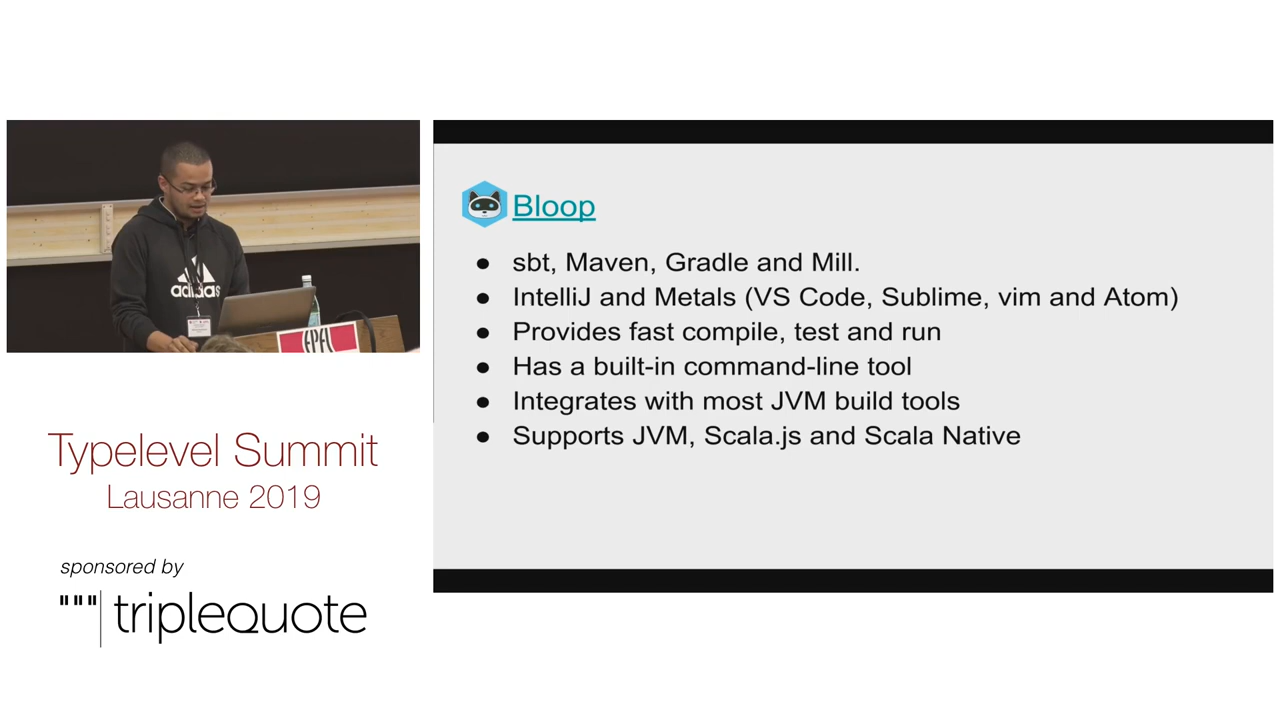 Bloop
● sbt, Maven, Gradle and Mill.
● IntelliJ and Metals (VS Code, Sublime, vim and Atom)
● Provides fast compile, test and run
● Has a built-in command-line tool
● Integrates with most JVM build tools
● Supports JVM, Scala.js and Scala Native
adidas
EPFL
Typelevel Summit
Lausanne 2019
sponsored by
"""|triplequote